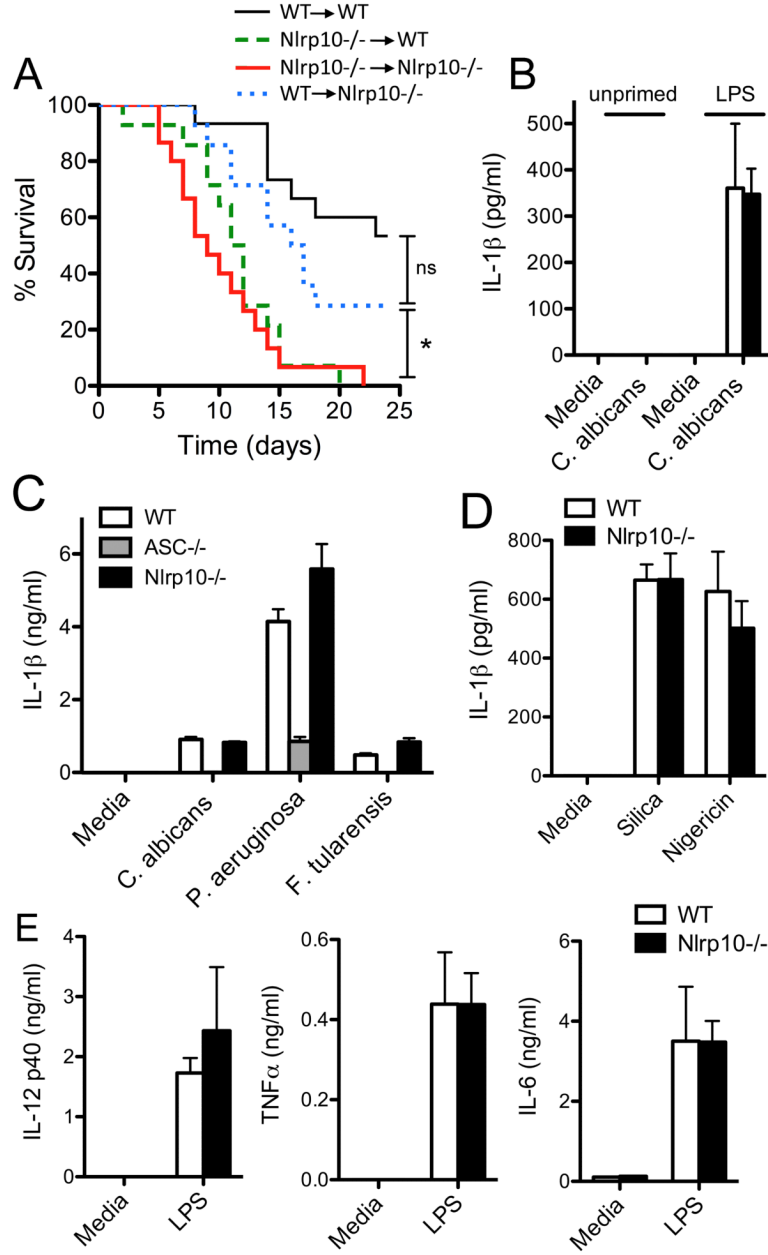 WT→WT
Nlrp10-/-→WT
Nlrp10-/-→Nlrp10-/-
WT→Nlrp10-/-
A
% Survival
100
80
60
40
20
0
0 5 10 15 20 25
Time (days)
ns
*
B
unprimed LPS
IL-1β (pg/ml)
500
400
300
200
100
0
Media
C. albicans
Media
C. albicans
C
WT
ASC-/-
Nlrp10-/-
IL-1β (ng/ml)
6
4
2
0
Media
C. albicans
P. aeruginosa
F. tularensis
D
WT
Nlrp10-/-
IL-1β (pg/ml)
800
600
400
200
000
Media
Silica
Nigericin
E
IL-12 p40 (ng/ml)
4
3
2
1
0
Media
LPS
TNFα (ng/ml)
0.6
0.4
0.2
0.0
Media
LPS
WT
Nlrp10-/-
IL-6 (ng/ml)
6
4
2
0
Media
LPS